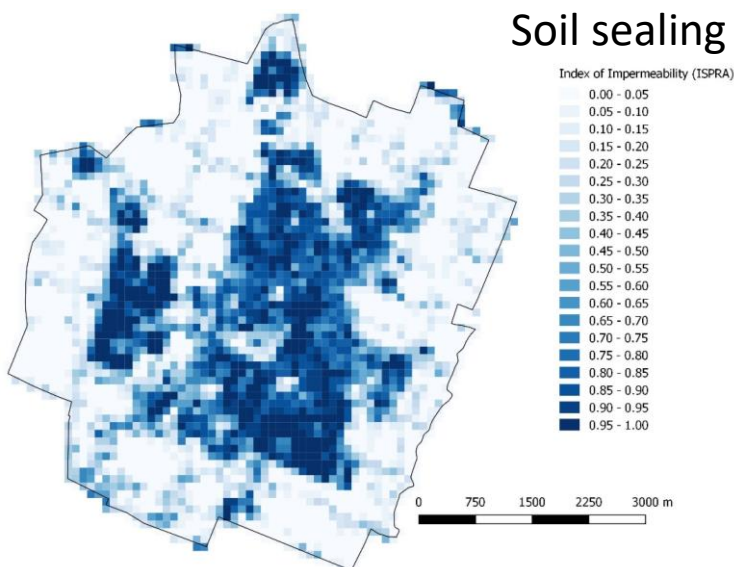 Soil sealing
Index of Impermeability (ISPRA)
0.00 - 0.05
0.05 - 0.10
0.10 - 0.15
0.15 - 0.20
0.20 - 0.25
0.25 - 0.30
0.30 - 0.35
0.35 - 0.40
0.40 - 0.45
0.45 - 0.50
0.50 - 0.55
0.55 - 0.60
0.60 - 0.65
0.65 - 0.70
0.70 - 0.75
0.75 - 0.80
0.80 - 0.85
0.85 - 0.90
0.90 - 0.95
0.95 - 1.00
0 750 1500 2250 3000 m